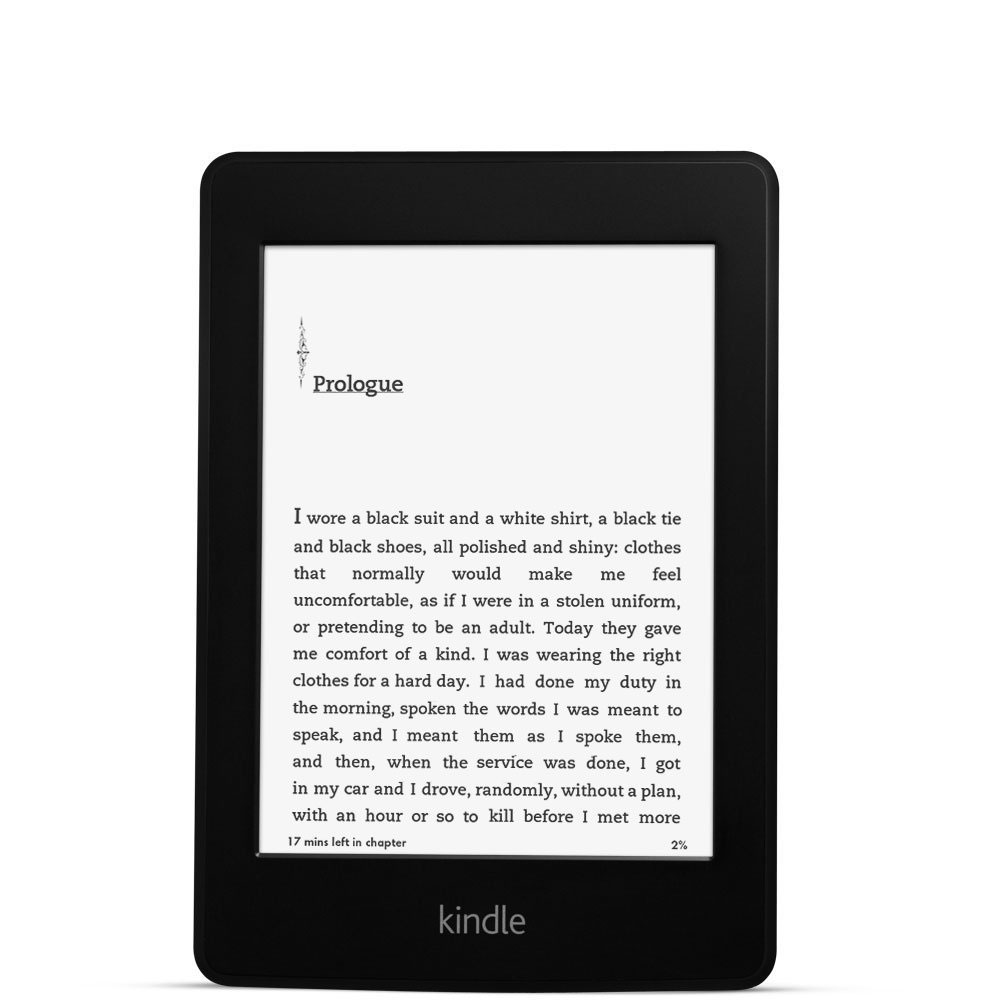 Prologue
I wore a black suit and a white shirt, a black tie
and black shoes, all polished and shiny: clothes
that normally would make me feel
uncomfortable, as if I were in a stolen uniform,
or pretending to be an adult. Today they gave
me comfort of a kind. I was wearing the right
clothes for a hard day. I had done my duty in
the morning, spoken the words I was meant to
speak, and I meant them as I spoke them,
and then, when the service was done, I got
in my car and I drove, randomly, without a plan,
with an hour or so to kill before I met more
17 mins left in chapter 2%
kindle